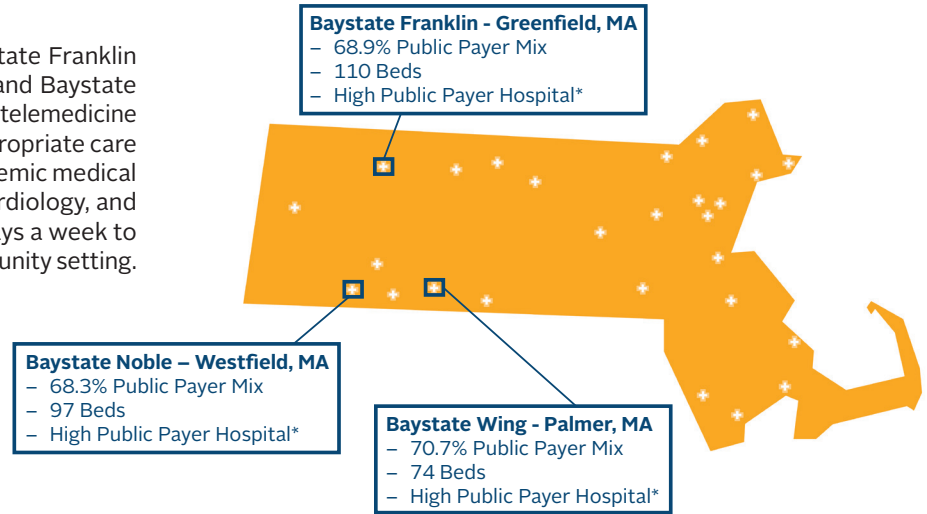 Baystate Franklin - Greenfield, MA
– 68.9% Public Payer Mix
– 110 Beds
– High Public Payer Hospital*
tate Franklin
and Baystate
telemedicine
ropriate care
emic medical
rdiology, and
ys a week to
unity setting.
Baystate Noble – Westfield, MA
– 68.3% Public Payer Mix
– 97 Beds
– High Public Payer Hospital*
Baystate Wing - Palmer, MA
– 70.7% Public Payer Mix
– 74 Beds
– High Public Payer Hospital*